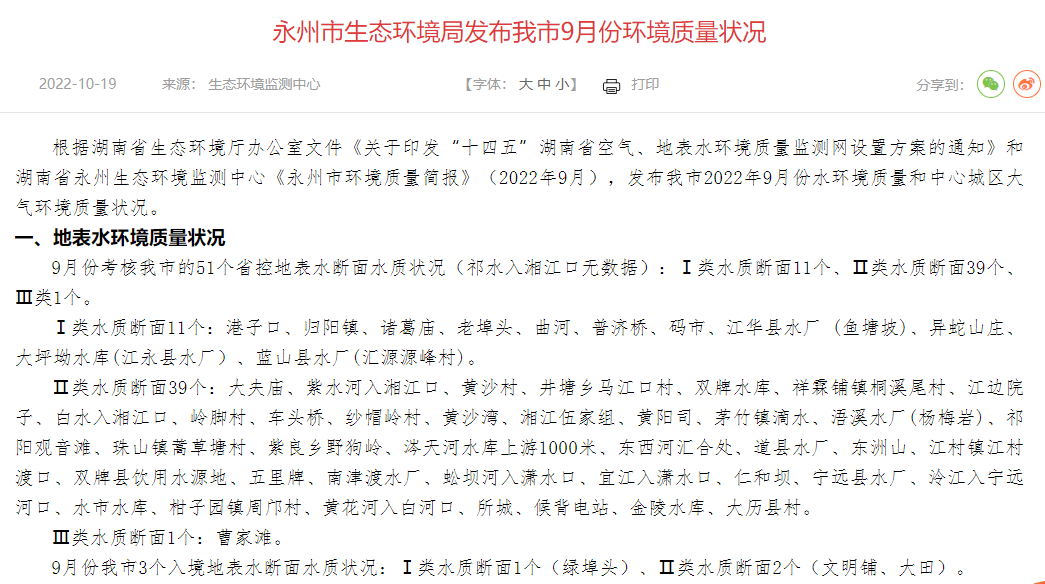 永州市生态环境局发布我市9月份环境质量状况
2022-10-19 来源： 生态环境监测中心 【字体： 大 中 小】 打印 分享到：
根据湖南省生态环境厅办公室文件《关于印发“十四五”湖南省空气、地表水环境质量监测网设置方案的通知》和
湖南省永州生态环境监测中心《永州市环境质量简报》（2022年9月），发布我市2022年9月份水环境质量和中心城区大
气环境质量状况。
一、地表水环境质量状况
9月份考核我市的51个省控地表水断面水质状况（祁水入湘江口无数据）：Ⅰ类水质断面11个、Ⅱ类水质断面39个、
Ⅲ类1个。
Ⅰ类水质断面11个：港子口、归阳镇、诸葛庙、老埠头、曲河、普济桥、码市、江华县水厂 (鱼塘坡)、异蛇山庄、
大坪坳水库(江永县水厂）、蓝山县水厂(汇源源峰村)。
Ⅱ类水质断面39个：大夫庙、紫水河入湘江口、黄沙村、井塘乡马江口村、双牌水库、祥霖铺镇桐溪尾村、江边院
子、白水入湘江口、岭脚村、车头桥、纱帽岭村、黄沙湾、湘江伍家组、黄阳司、茅竹镇滴水、浯溪水厂(杨梅岩)、祁
阳观音滩、珠山镇蒿草塘村、紫良乡野狗岭、涔天河水库上游1000米、东西河汇合处、道县水厂、东洲山、江村镇江村
渡口、双牌县饮用水源地、五里牌、南津渡水厂、蚣坝河入潇水口、宜江入潇水口、仁和坝、宁远县水厂、泠江入宁远
河口、水市水库、柑子园镇周邝村、黄花河入白河口、所城、候背电站、金陵水库、大历县村。
Ⅲ类水质断面1个：曹家滩。
9月份我市3个入境地表水断面水质状况：Ⅰ类水质断面1个（绿埠头）、Ⅱ类水质断面2个（文明铺、大田）。